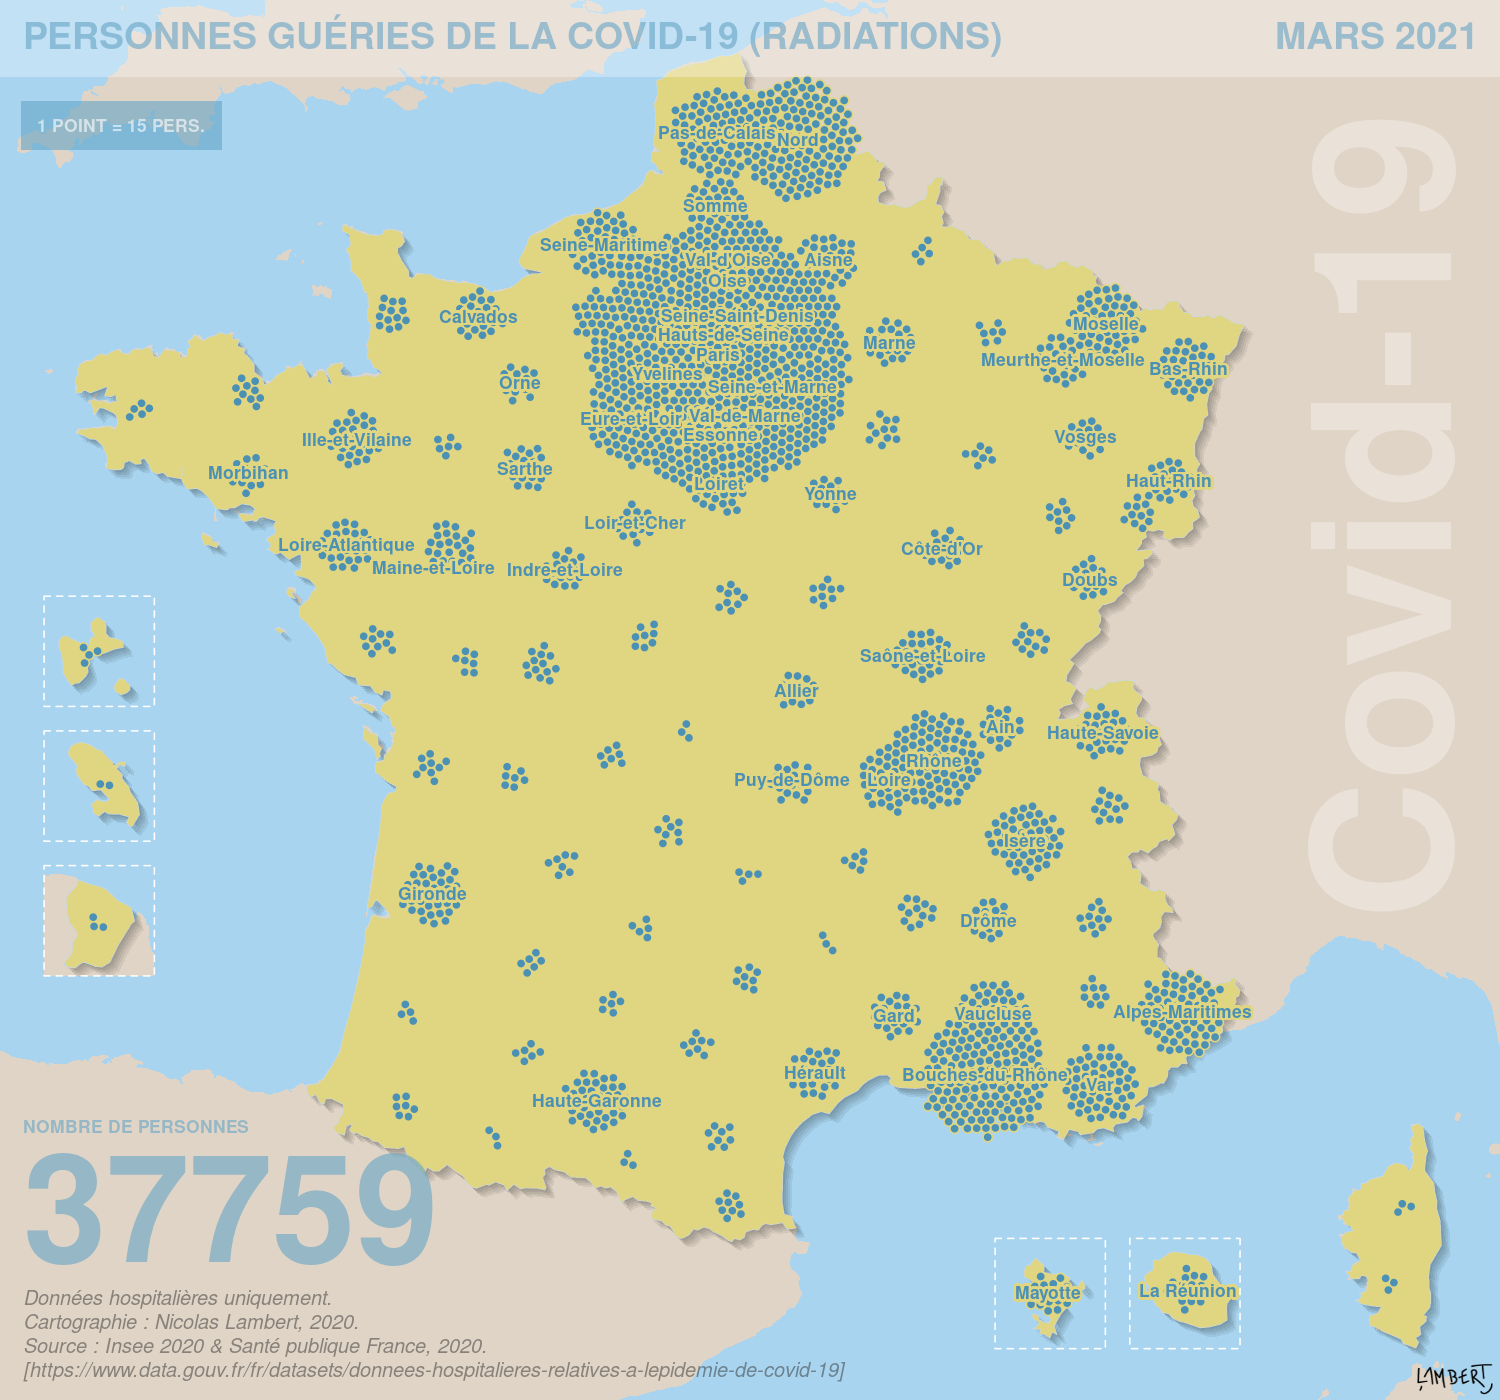 PERSONNES GUÉRIES DE LA COVID-19 (RADIATIONS)
MARS 2021
1 POINT = 15 PERS.
Covid-19
Pas-de-Calais
Nord
Somme
Seine-Maritime
Val-d'Oise
Aisne
Oise
Calvados
Seine-Saint-Denis
Moselle
Hauts-de-Seine
Marne
Paris
Meurthe-et-Moselle
Yvelines
Bas-Rhin
Orne
Seine-et-Marne
Eure-et-Loir
Val-de-Marne
Essonne
Ille-et-Vilaine
Vosges
Morbihan
Sarthe
Loiret
Yonne
Haut-Rhin
Loir-et-Cher
Loire-Atlantique
Côte-d'Or
Maine-et-Loire
Indre-et-Loire
Doubs
Saône-et-Loire
Allier
Ain
Haute-Savoie
Rhône
Puy-de-Dôme
Loire
Isère
Gironde
Drôme
Gard
Vaucluse
Alpes-Maritimes
Hérault
Bouches-du-Rhône
Var
Haute-Garonne
Mayotte
La Réunion
NOMBRE DE PERSONNES
37759
Données hospitalières uniquement.
Cartographie : Nicolas Lambert, 2020.
Source : Insee 2020 & Santé publique France, 2020.
[https://www.data.gouv.fr/fr/datasets/donnees-hospitalieres-relatives-a-lepidemie-de-covid-19]
LAMBERT